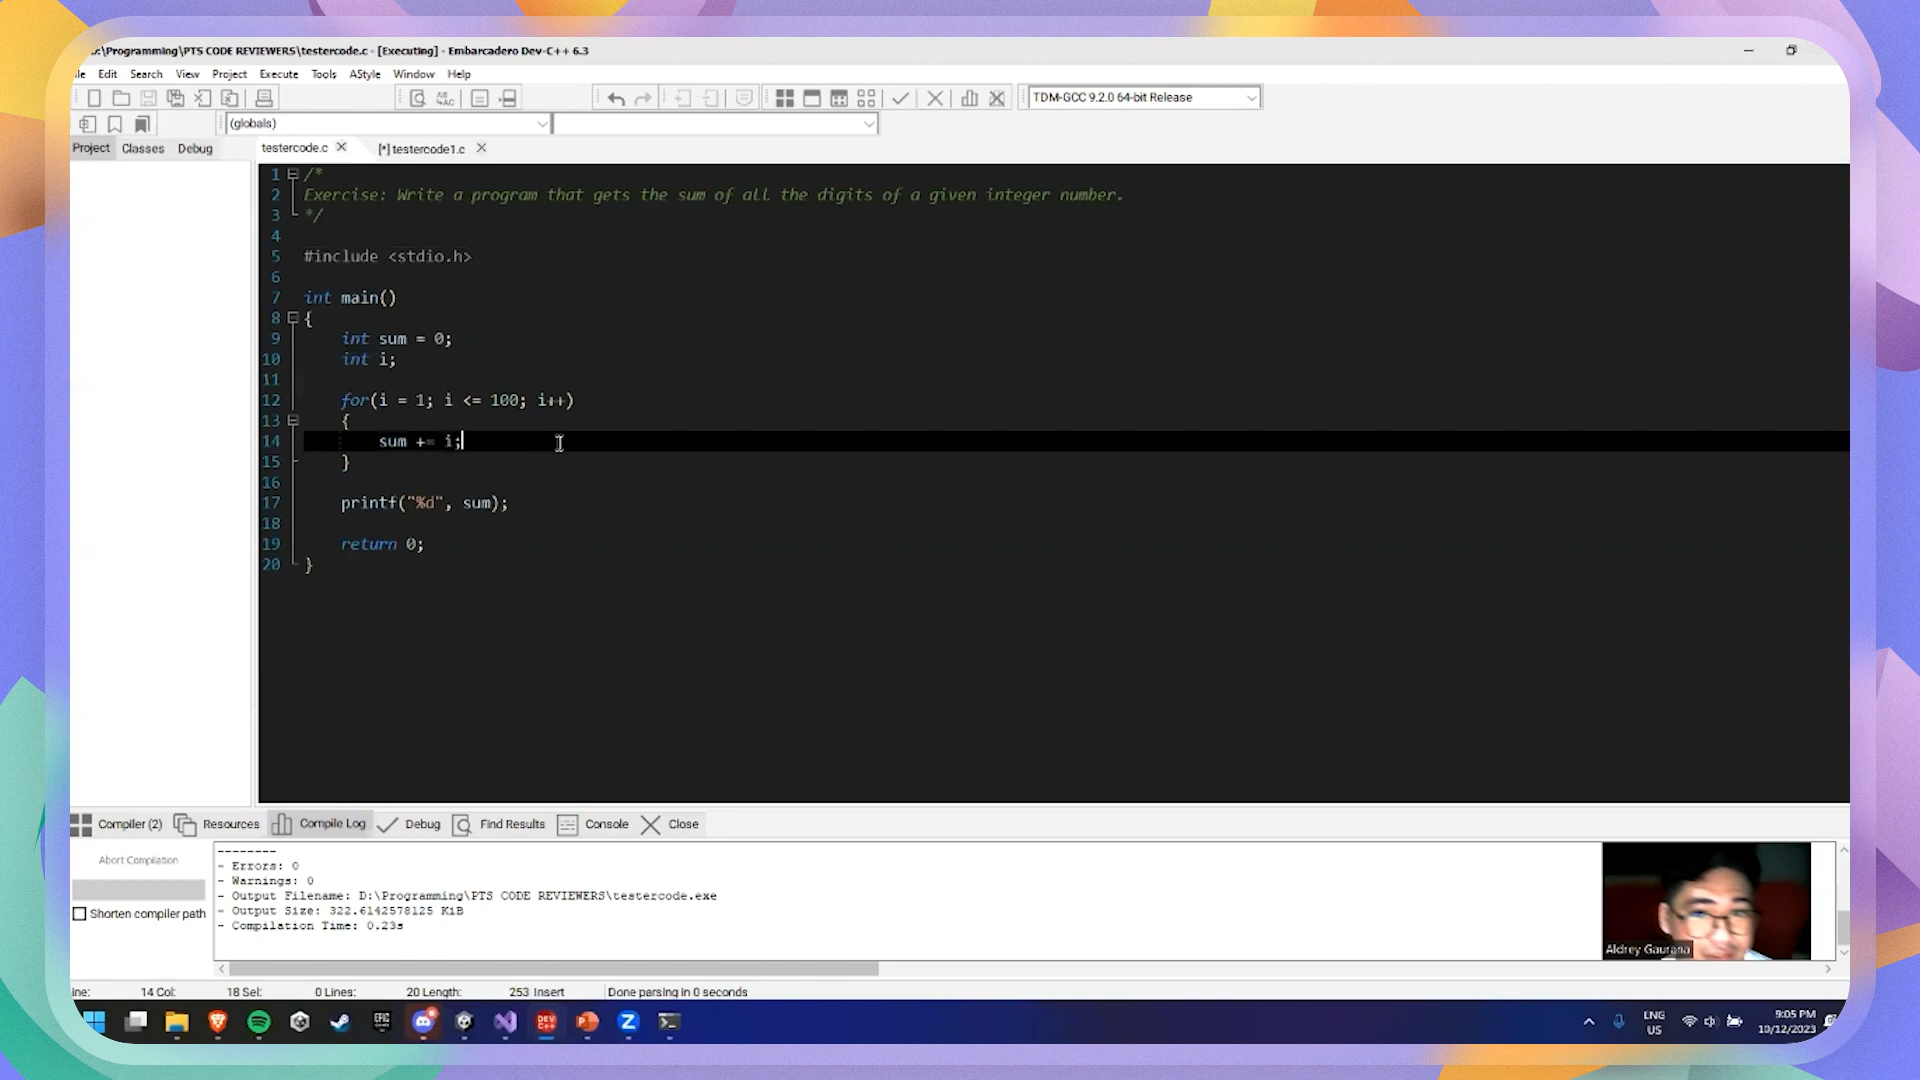 D:\Programming\PTS CODE REVIEWERS\testercode.c - [Executing] - Embarcadero Dev-C++ 6.3
Edit Search View Project Execute Tools AStyle Window Help
TDM-GCC 9.2.0 64-bit Release
(globals)
Project Classes Debug testercode.c [*] testercode1.c
1 /*
2 Exercise: Write a program that gets the sum of all the digits of a given integer number.
3 */
4
5 #include <stdio.h>
6
7 int main()
8 {
9 int sum = 0;
10 int i;
11
12 for(i = 1; i <= 100; i++)
13 {
14 sum += i;
15 }
16
17 printf("%d", sum);
18
19 return 0;
20 }
Compiler (2) Resources Compile Log Debug Find Results Console Close
Abort Compilation
Shorten compiler path
--------
- Errors: 0
- Warnings: 0
- Output Filename: D:\Programming\PTS CODE REVIEWERS\testercode.exe
- Output Size: 322.6142578125 KiB
- Compilation Time: 0.23s
Aldrey Gaurana
14 Col: 18 Sel: 0 Lines: 20 Length: 253 Insert Done parsing in 0 seconds
EPIC
DEV C++
ENG
US
9:05 PM
10/12/2023